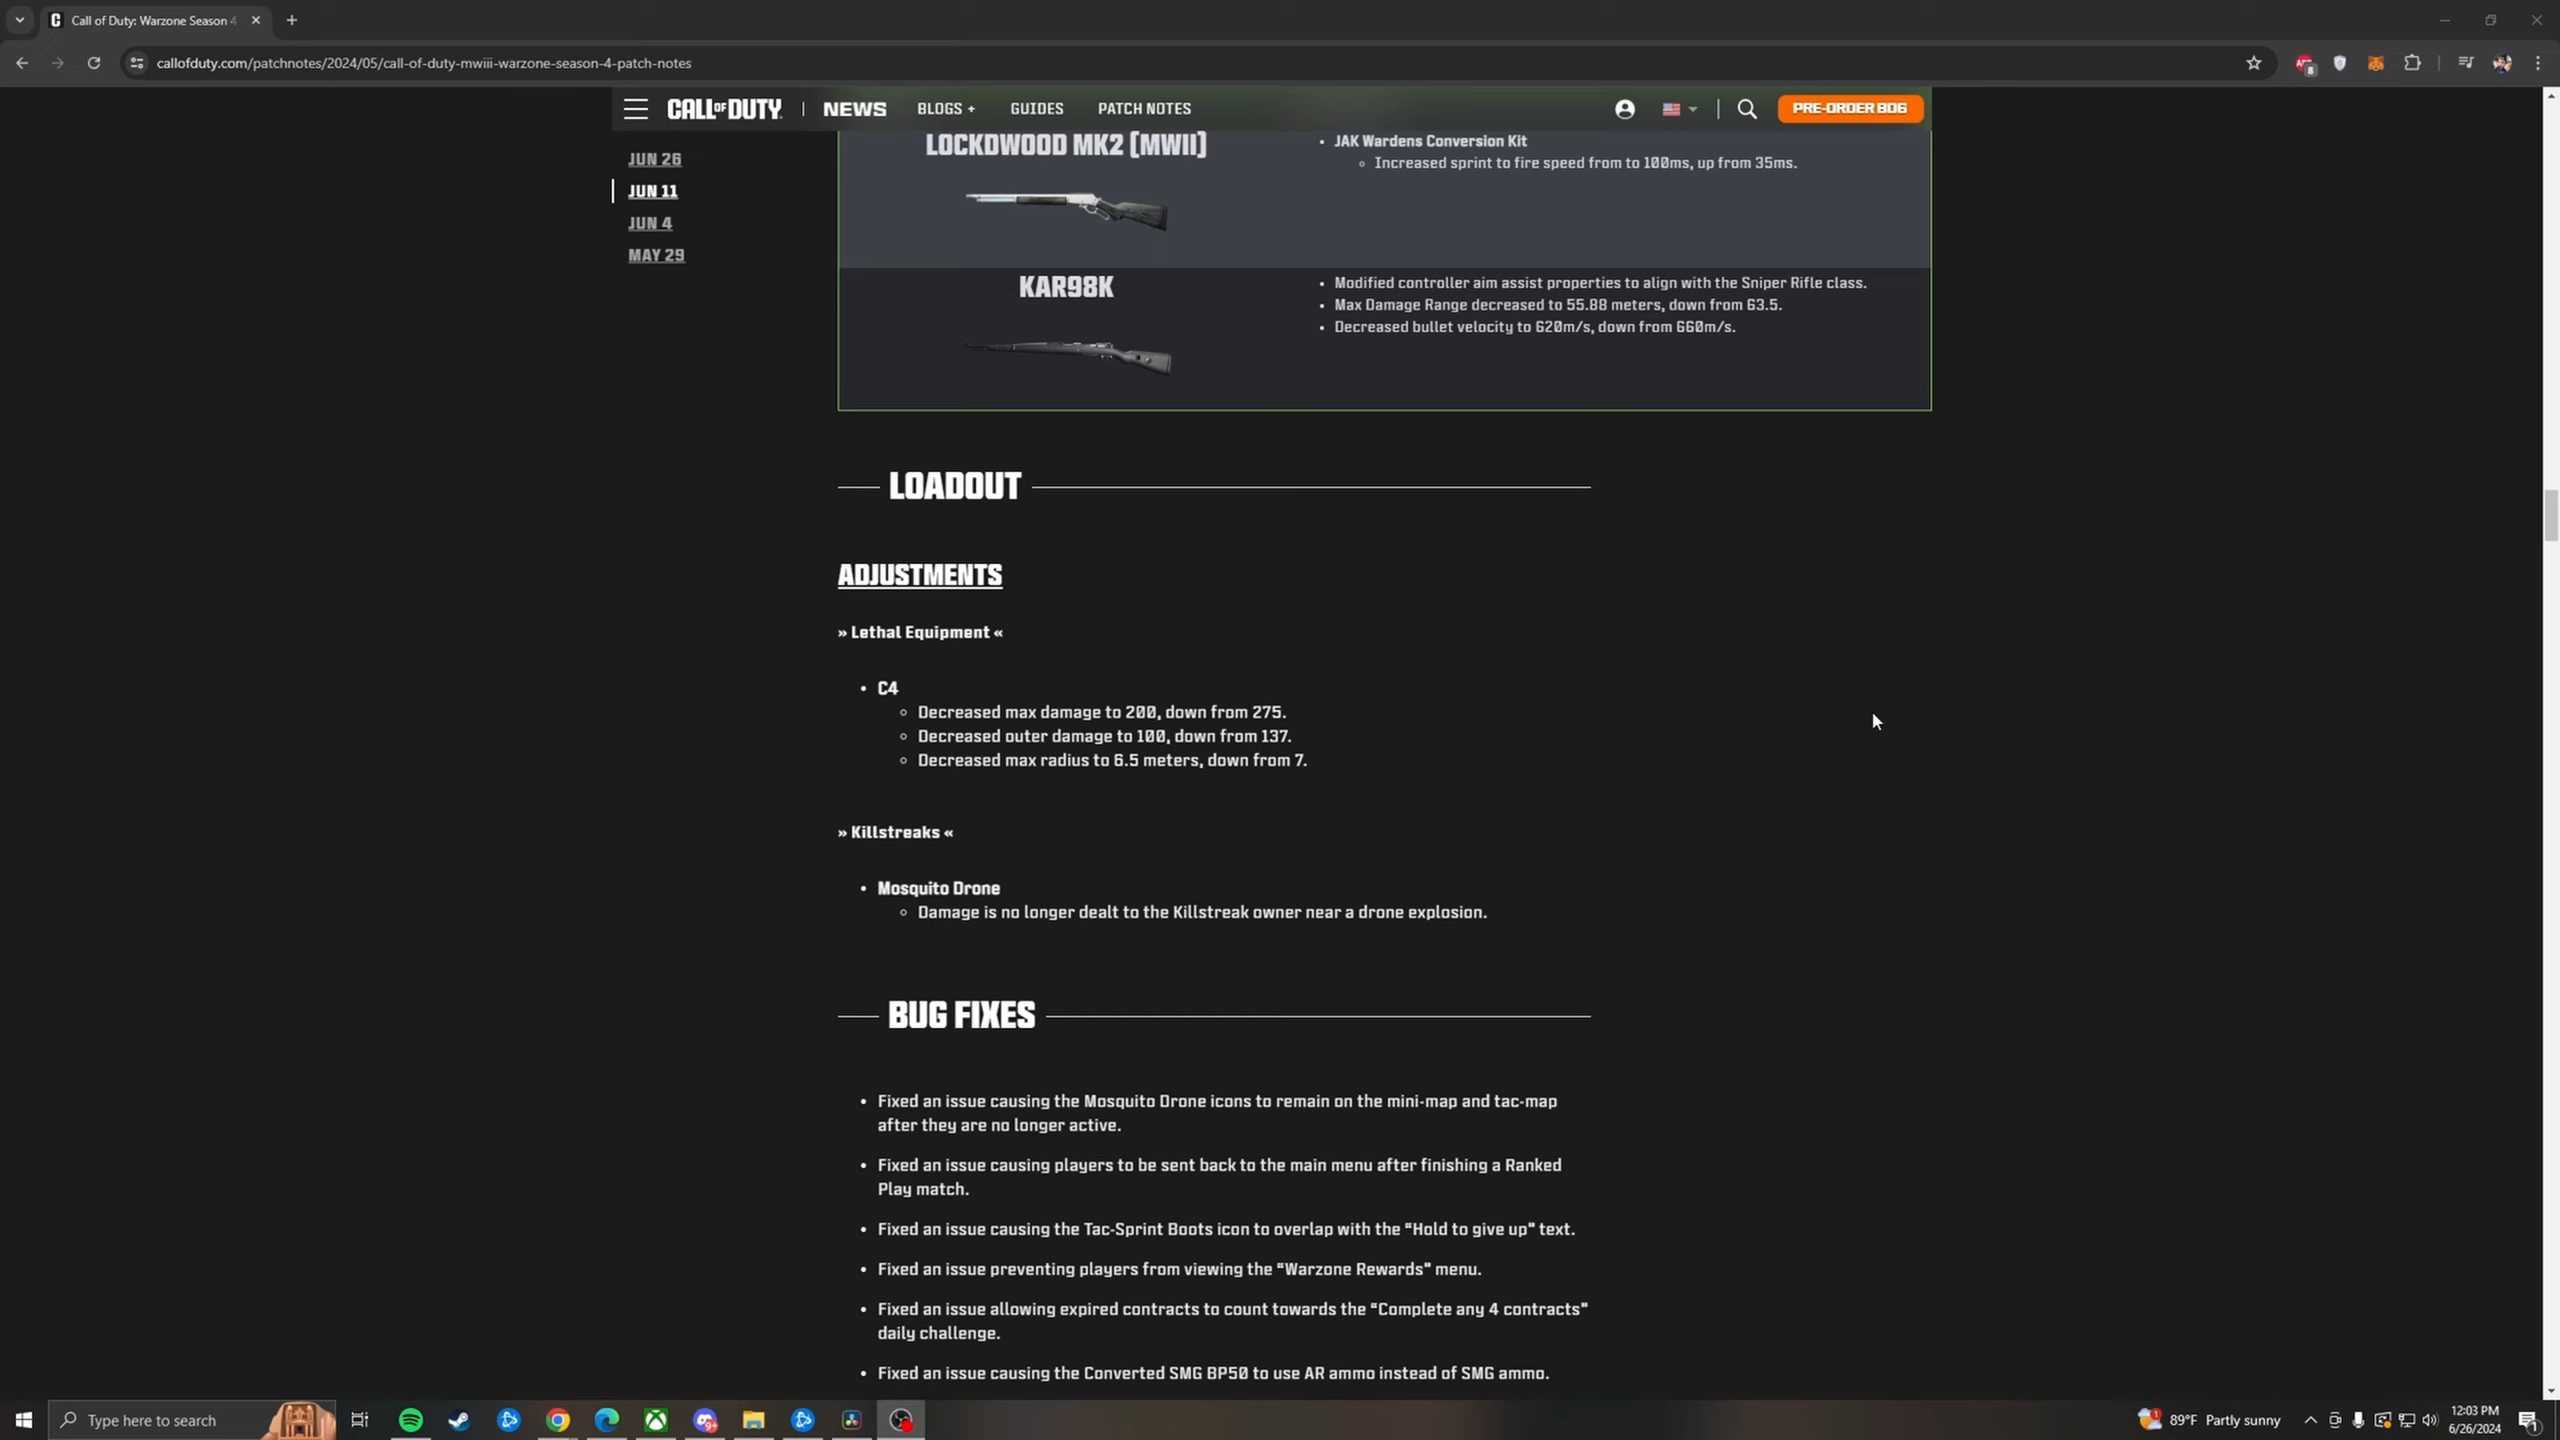 Call of Duty: Warzone Season 4
callofduty.com/patchnotes/2024/05/call-of-duty-mwiii-warzone-season-4-patch-notes
CALL OF DUTY
NEWS
BLOGS +
GUIDES
PATCH NOTES
PRE-ORDER BO6
JUN 26
JUN 11
JUN 4
MAY 29
LOCKDWOOD MK2 [MWII]
• JAK Wardens Conversion Kit
Increased sprint to fire speed from to 100ms, up from 35ms.
KAR98K
• Modified controller aim assist properties to align with the Sniper Rifle class.
• Max Damage Range decreased to 55.88 meters, down from 63.5.
• Decreased bullet velocity to 620m/s, down from 660m/s.
LOADOUT
ADJUSTMENTS
» Lethal Equipment «
• C4
Decreased max damage to 200, down from 275.
Decreased outer damage to 100, down from 137.
Decreased max radius to 6.5 meters, down from 7.
» Killstreaks «
• Mosquito Drone
Damage is no longer dealt to the Killstreak owner near a drone explosion.
BUG FIXES
• Fixed an issue causing the Mosquito Drone icons to remain on the mini-map and tac-map
after they are no longer active.
• Fixed an issue causing players to be sent back to the main menu after finishing a Ranked
Play match.
• Fixed an issue causing the Tac-Sprint Boots icon to overlap with the "Hold to give up" text.
• Fixed an issue preventing players from viewing the "Warzone Rewards" menu.
• Fixed an issue allowing expired contracts to count towards the "Complete any 4 contracts"
daily challenge.
• Fixed an issue causing the Converted SMG BP50 to use AR ammo instead of SMG ammo.
Type here to search
89°F Partly sunny
12:03 PM
6/26/2024